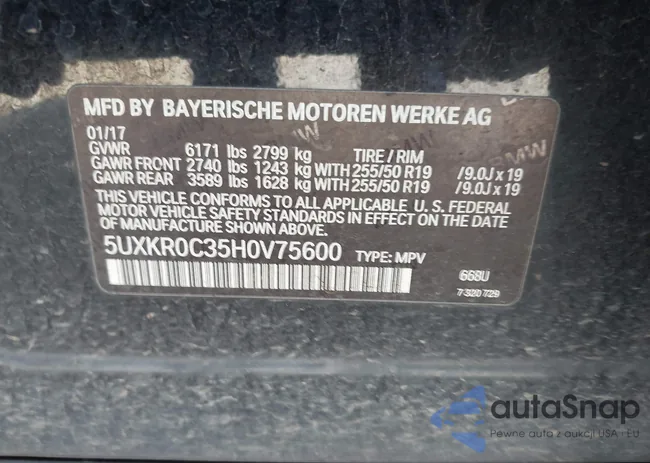 MFD BY BAYERISCHE MOTOREN WERKE AG
01/17
GVWR 6171 lbs 2799 kg TIRE / RIM
GAWR FRONT 2740 lbs 1243 kg WITH 255/50 R19 /9.0J x 19
GAWR REAR 3589 lbs 1628 kg WITH 255/50 R19 /9.0J x 19
THIS VEHICLE CONFORMS TO ALL APPLICABLE U. S. FEDERAL
MOTOR VEHICLE SAFETY STANDARDS IN EFFECT ON THE DATE
OF MANUFACTURE SHOWN ABOVE.
5UXKR0C35H0V75600 TYPE: MPV
668U
7 320 729
autoSnap
Pewne auto z aukcji USA i EU